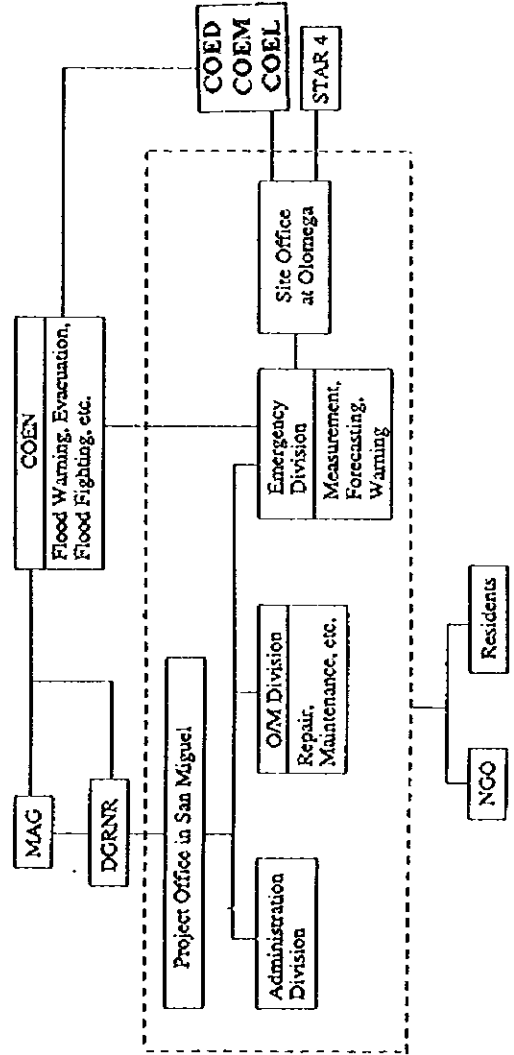 MAG
DGRNR
COEN
Flood Warning, Evacuation,
Flood Fighting, etc.
COED
COEM
COEL
STAR 4
Project Office in San Miguel
Administration
Division
O/M Division
Repair,
Maintenance, etc.
Emergency
Division
Measurement,
Forecasting,
Warning
Site Office
at Olomega
NGO
Residents